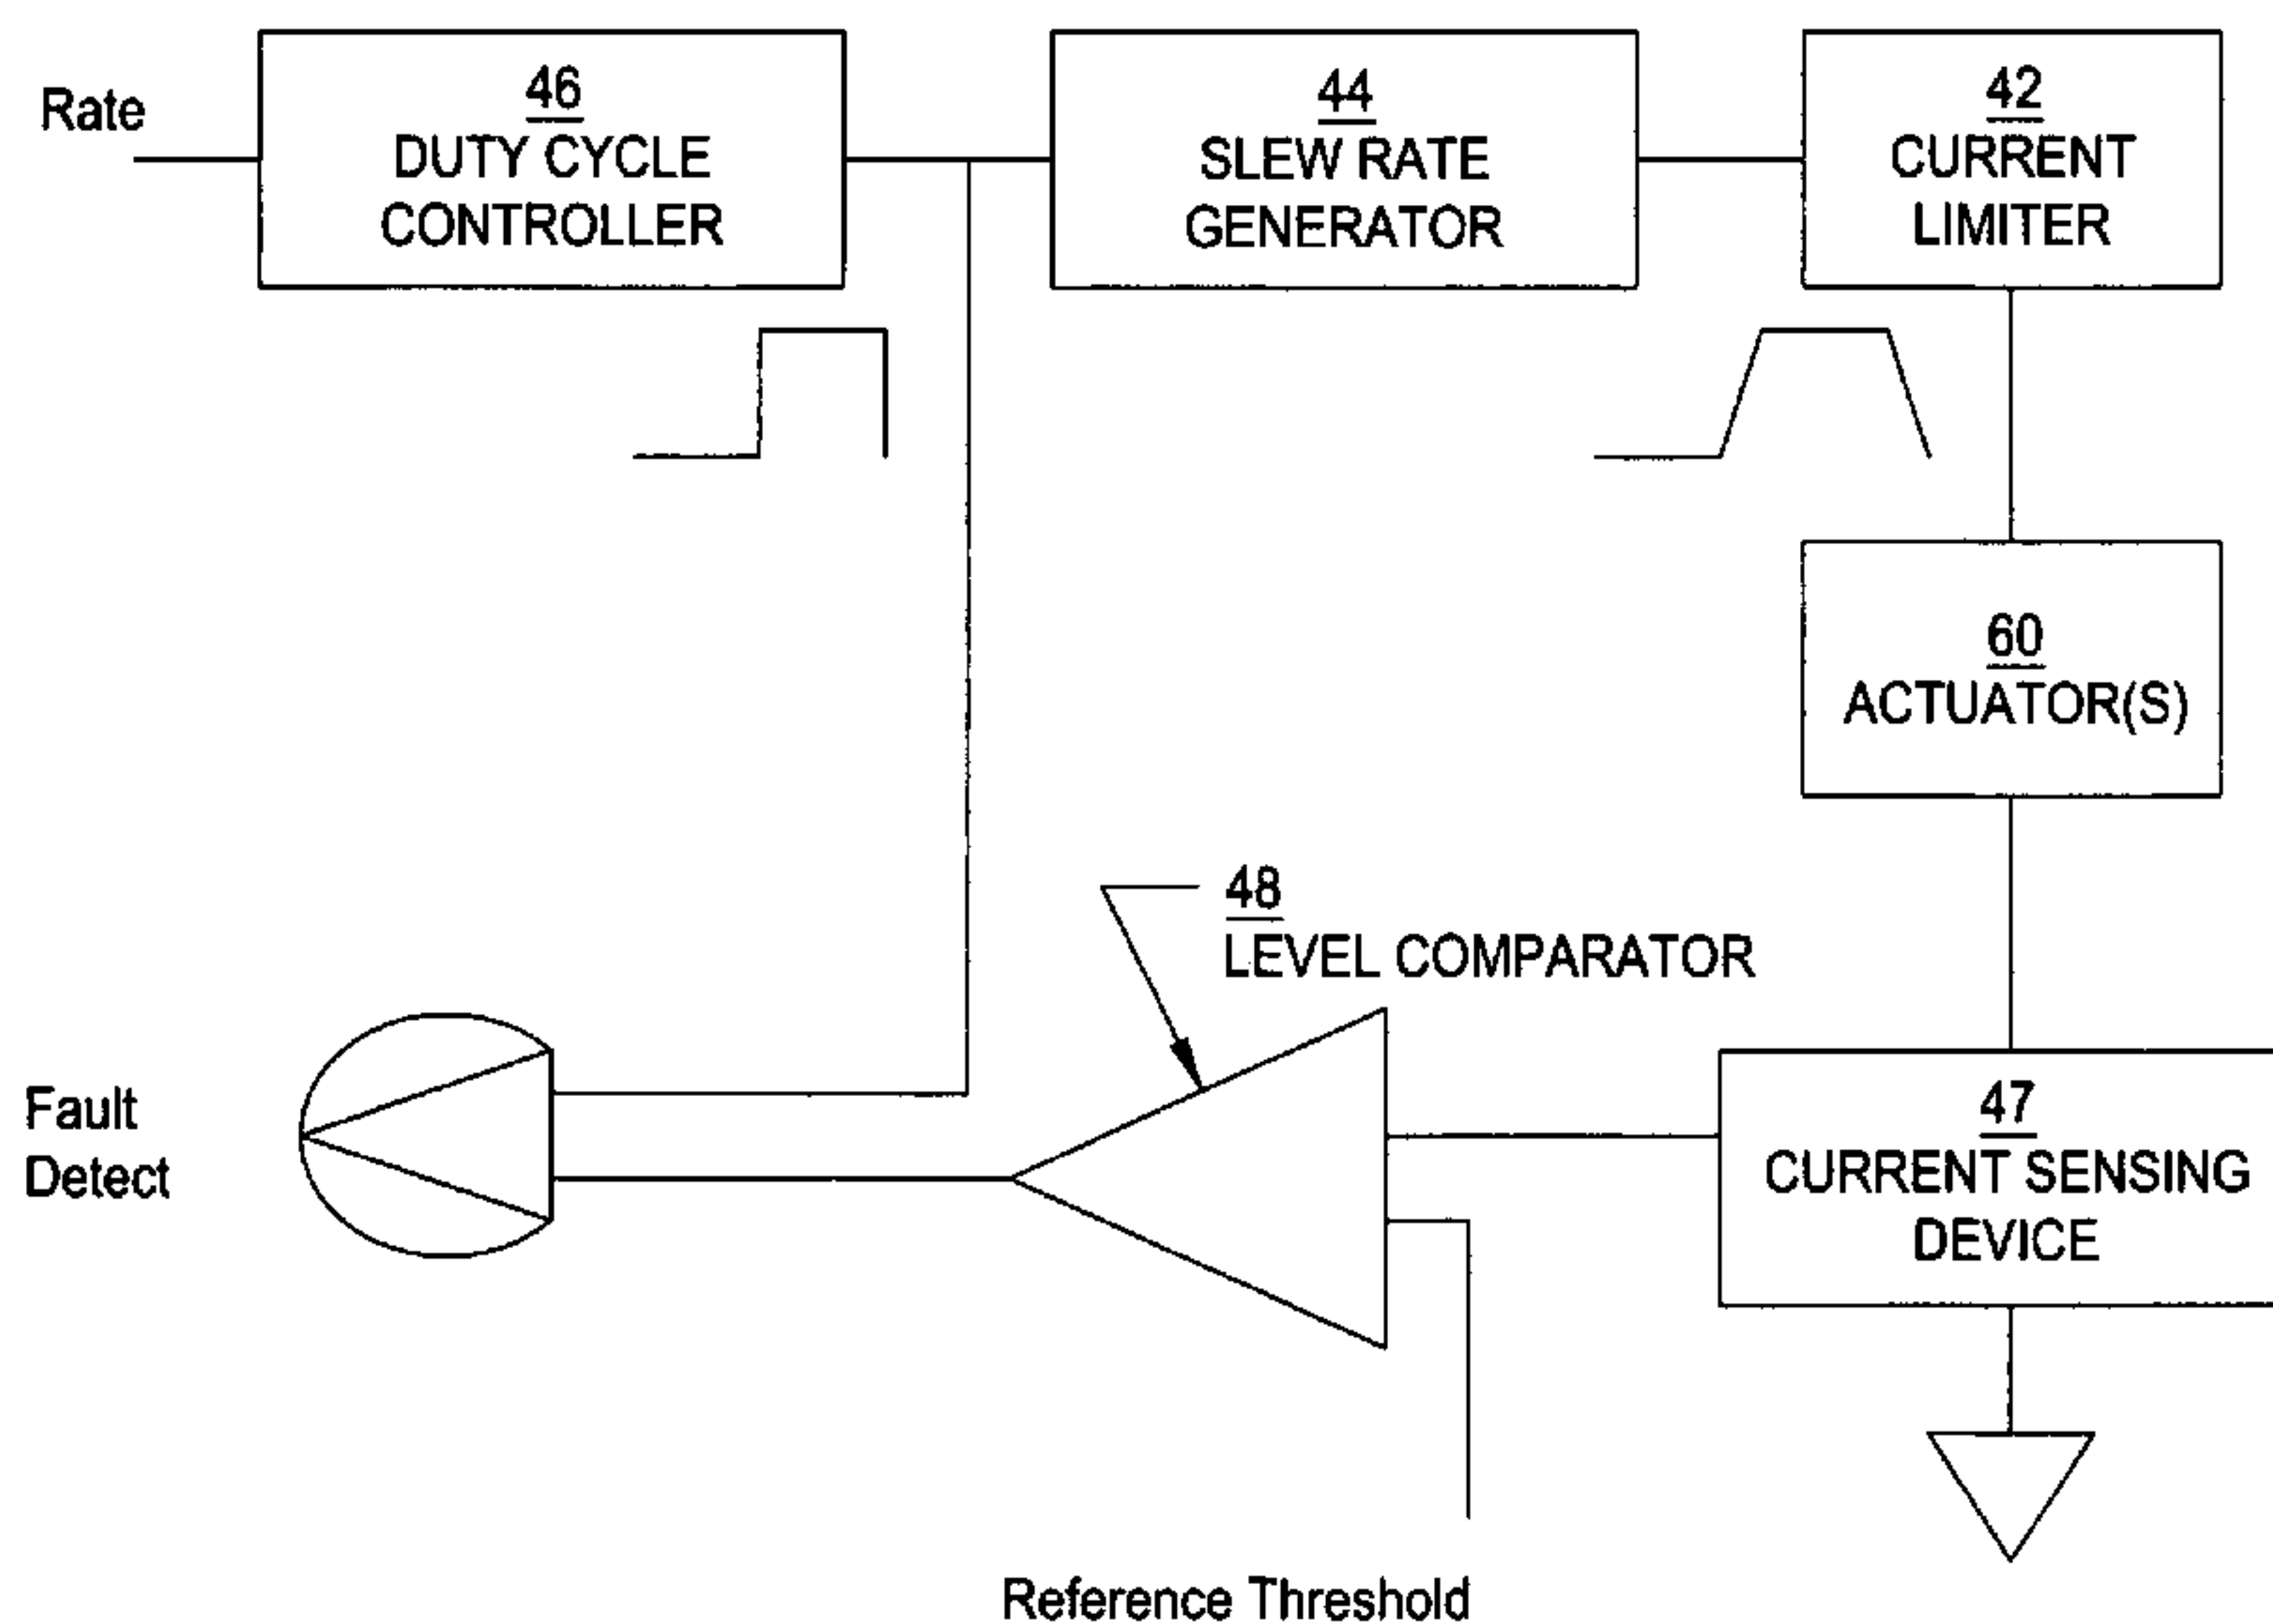 Rate
46
DUTY CYCLE
CONTROLLER
44
SLEW RATE
GENERATOR
42
CURRENT
LIMITER
60
ACTUATOR(S)
48
LEVEL COMPARATOR
Fault
Detect
47
CURRENT SENSING
DEVICE
Reference Threshold